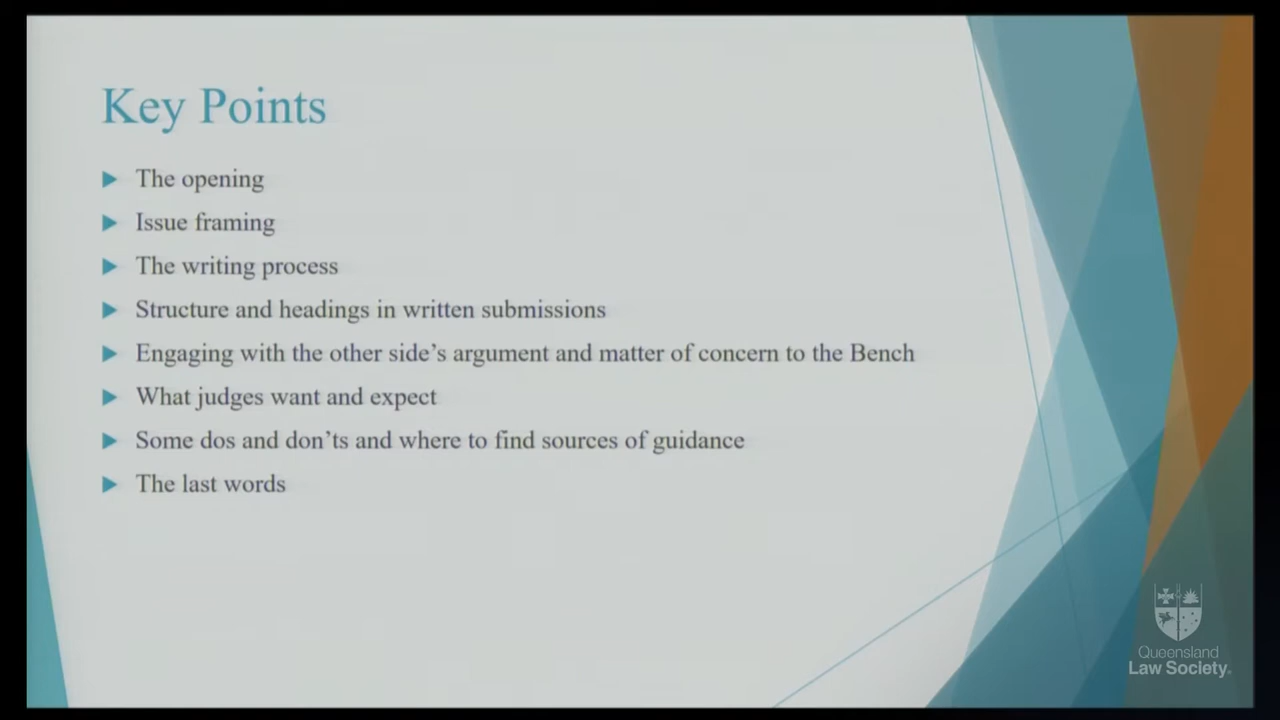 Key Points
The opening
Issue framing
The writing process
Structure and headings in written submissions
Engaging with the other side’s argument and matter of concern to the Bench
What judges want and expect
Some dos and don’ts and where to find sources of guidance
The last words
Queensland
Law Society.